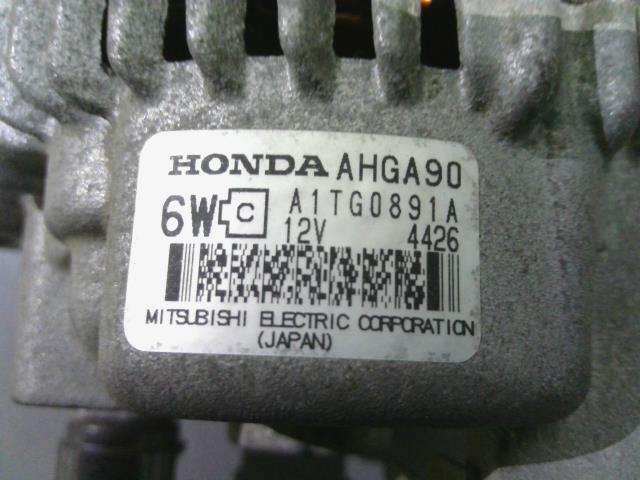 HONDA AHGA90
6W C A1TG0891A
12V 4426
MITSUBISHI ELECTRIC CORPORATION
(JAPAN)